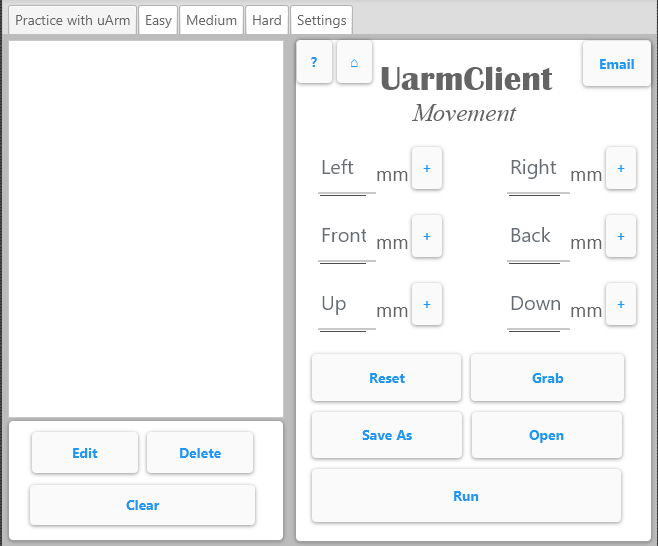 Practice with uArm Easy Medium Hard Settings
? ⌂ Email
UarmClient
Movement
Left mm + Right mm +
Front mm + Back mm +
Up mm + Down mm +
Reset Grab
Save As Open
Run
Edit Delete
Clear